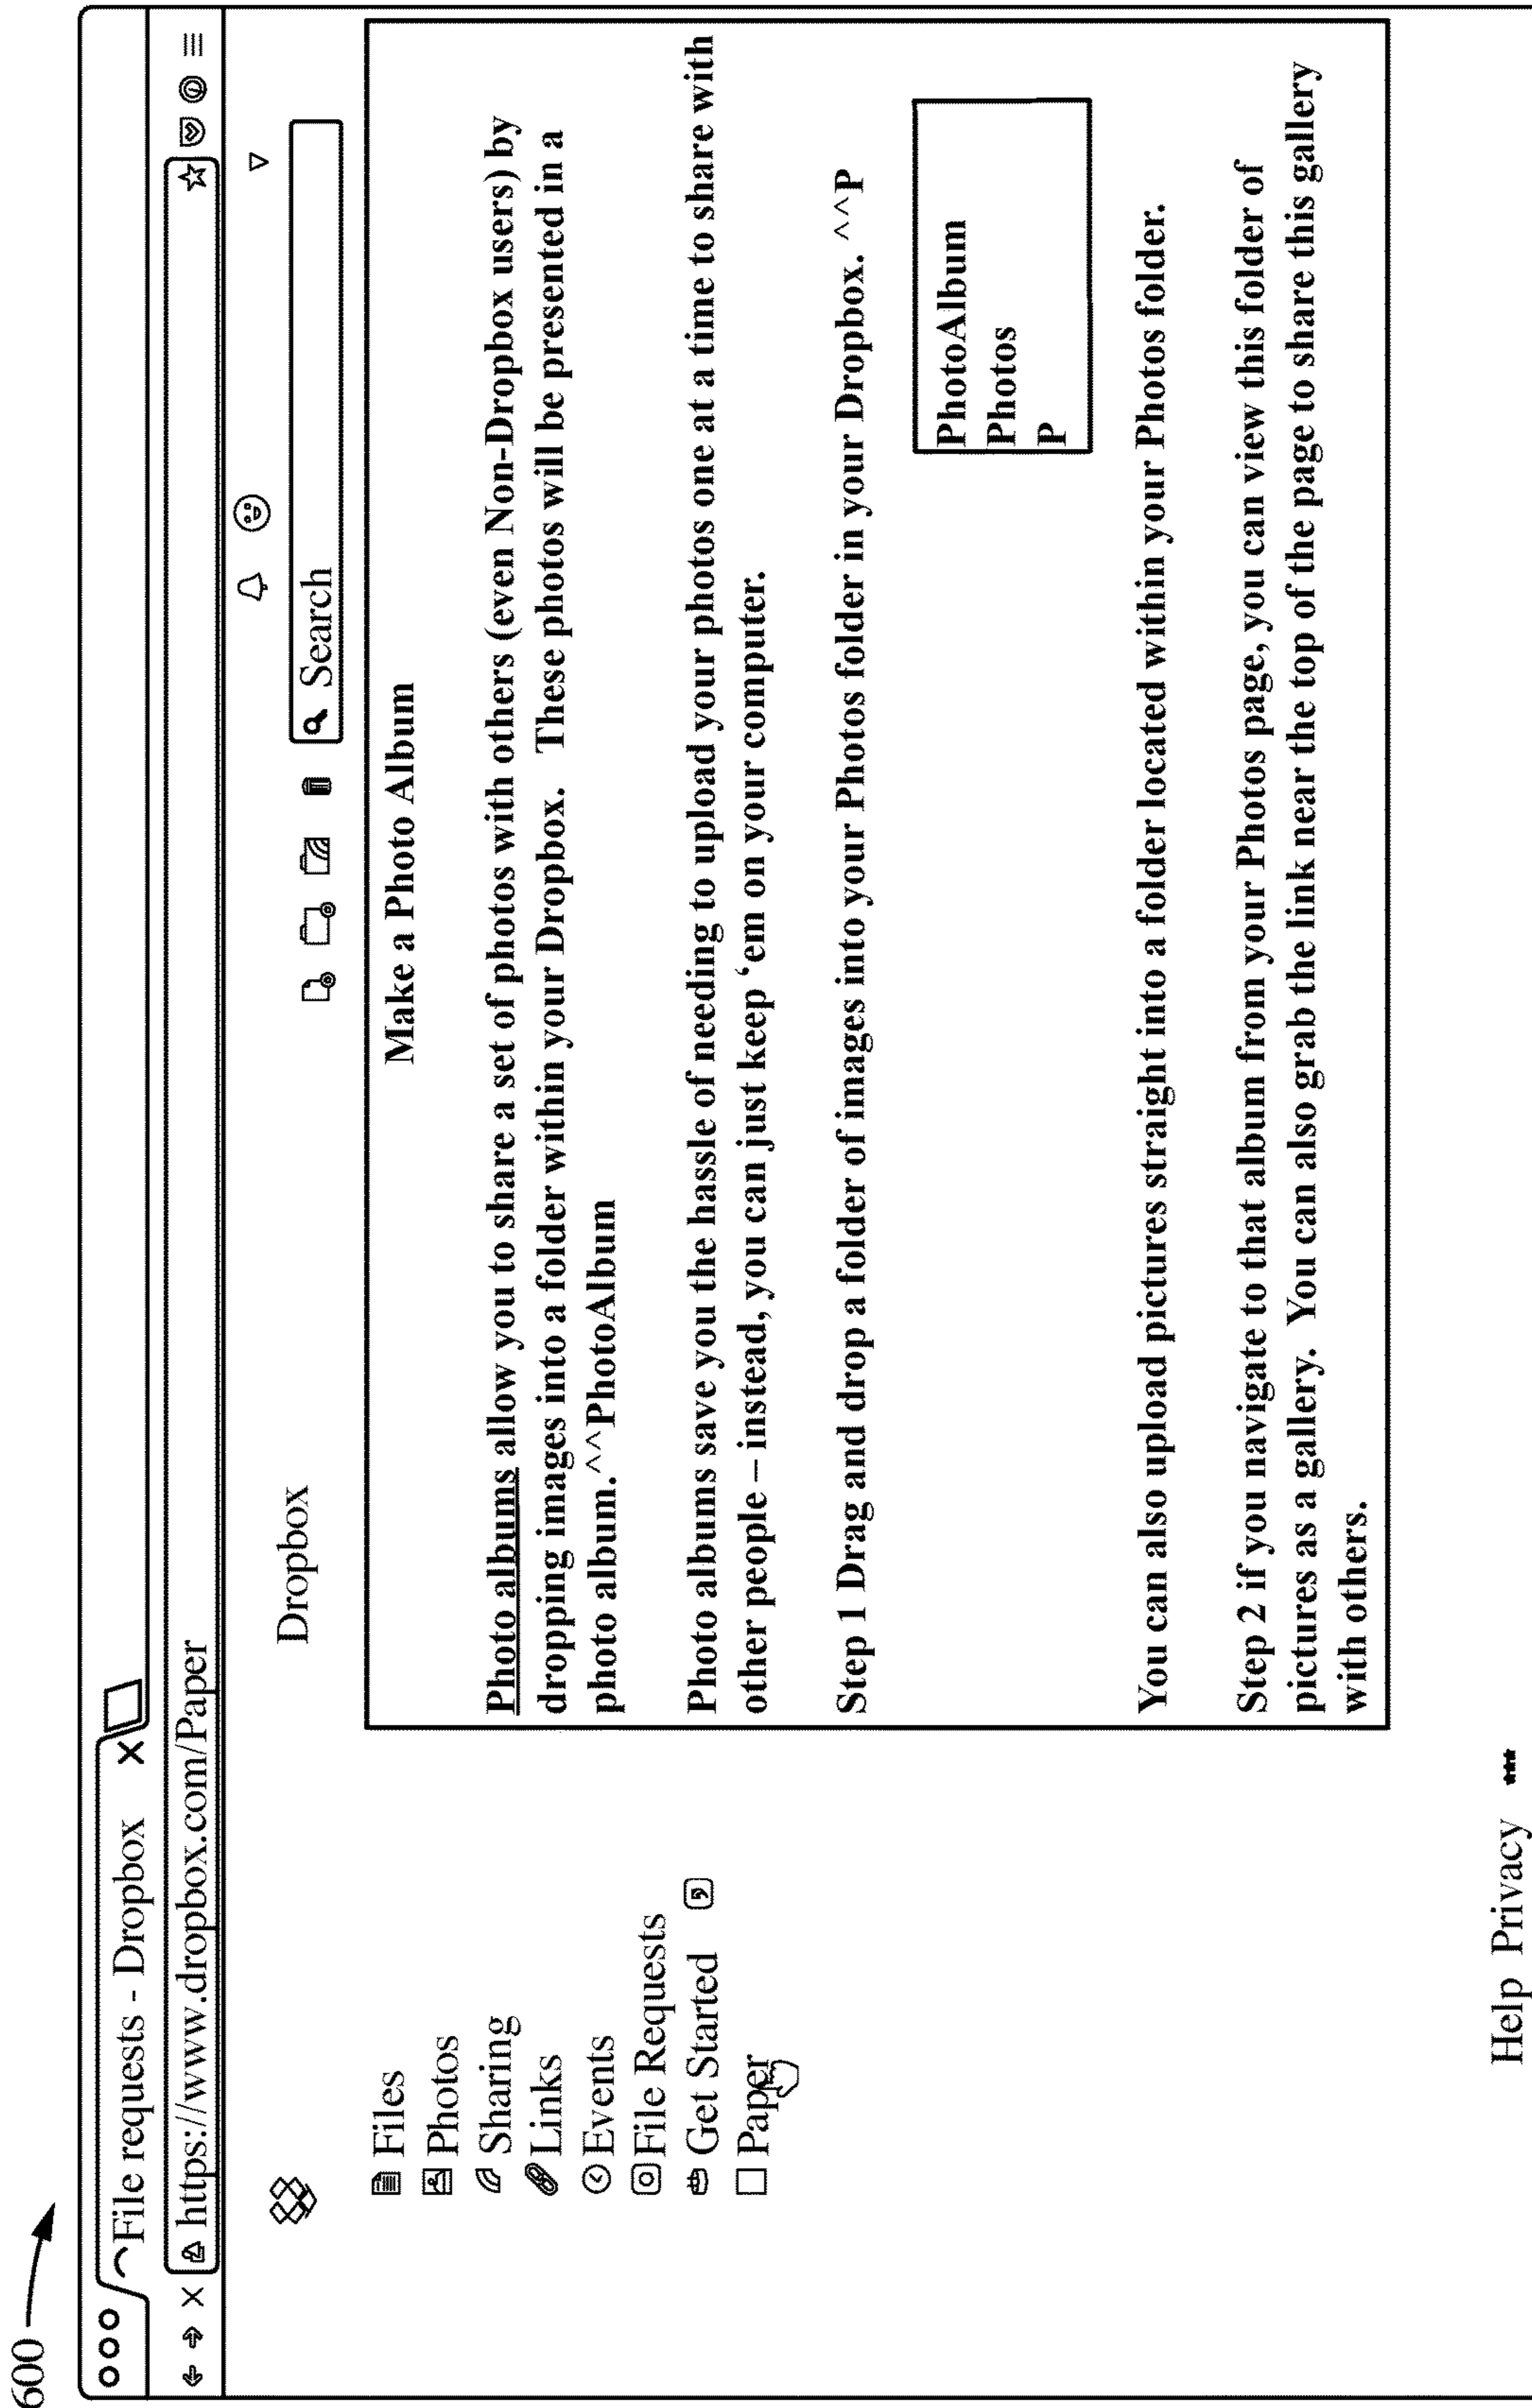 600
File requests - Dropbox X
https://www.dropbox.com/Paper
Dropbox
Search
Files
Photos
Sharing
Links
Events
File Requests
Get Started
Paper
Make a Photo Album
Photo albums allow you to share a set of photos with others (even Non-Dropbox users) by
dropping images into a folder within your Dropbox. These photos will be presented in a
photo album.^^PhotoAlbum
Photo albums save you the hassle of needing to upload your photos one at a time to share with
other people – instead, you can just keep ‘em on your computer.
Step 1 Drag and drop a folder of images into your Photos folder in your Dropbox. ^^P
PhotoAlbum
Photos
P
You can also upload pictures straight into a folder located within your Photos folder.
Step 2 if you navigate to that album from your Photos page, you can view this folder of
pictures as a gallery. You can also grab the link near the top of the page to share this gallery
with others.
Help Privacy